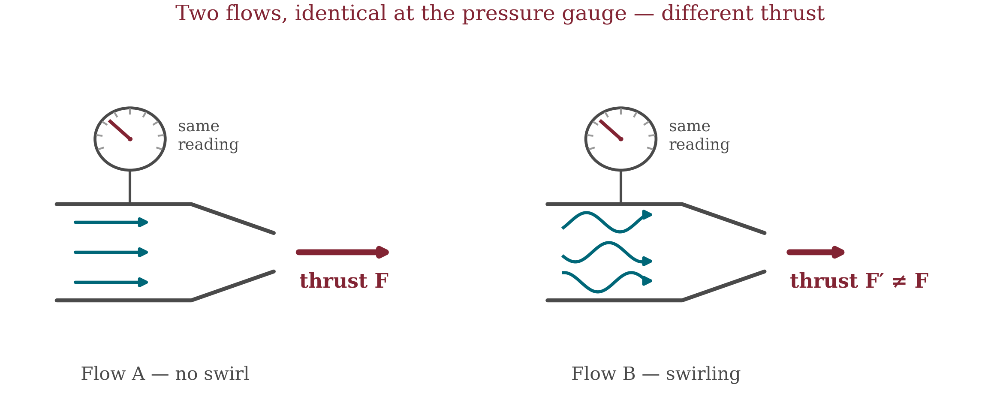 Two flows, identical at the pressure gauge — different thrust
same
reading
thrust F
Flow A — no swirl
same
reading
thrust F′ ≠ F
Flow B — swirling